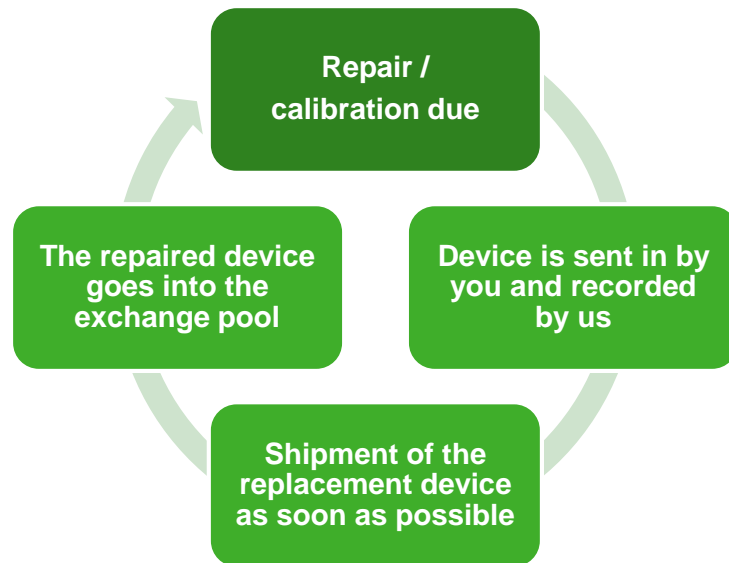 Repair /
calibration due
Device is sent in by
you and recorded
by us
Shipment of the
replacement device
as soon as possible
The repaired device
goes into the
exchange pool